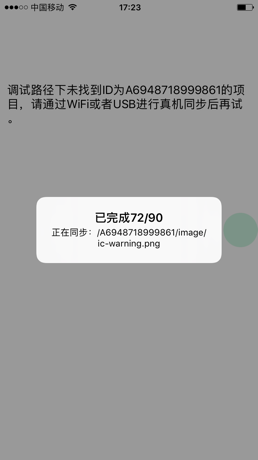 中国移动
17:23
调试路径下未找到ID为A6948718999861的项
目，请通过WiFi或者USB进行真机同步后再试
。
已完成72/90
正在同步：/A6948718999861/image/
ic-warning.png